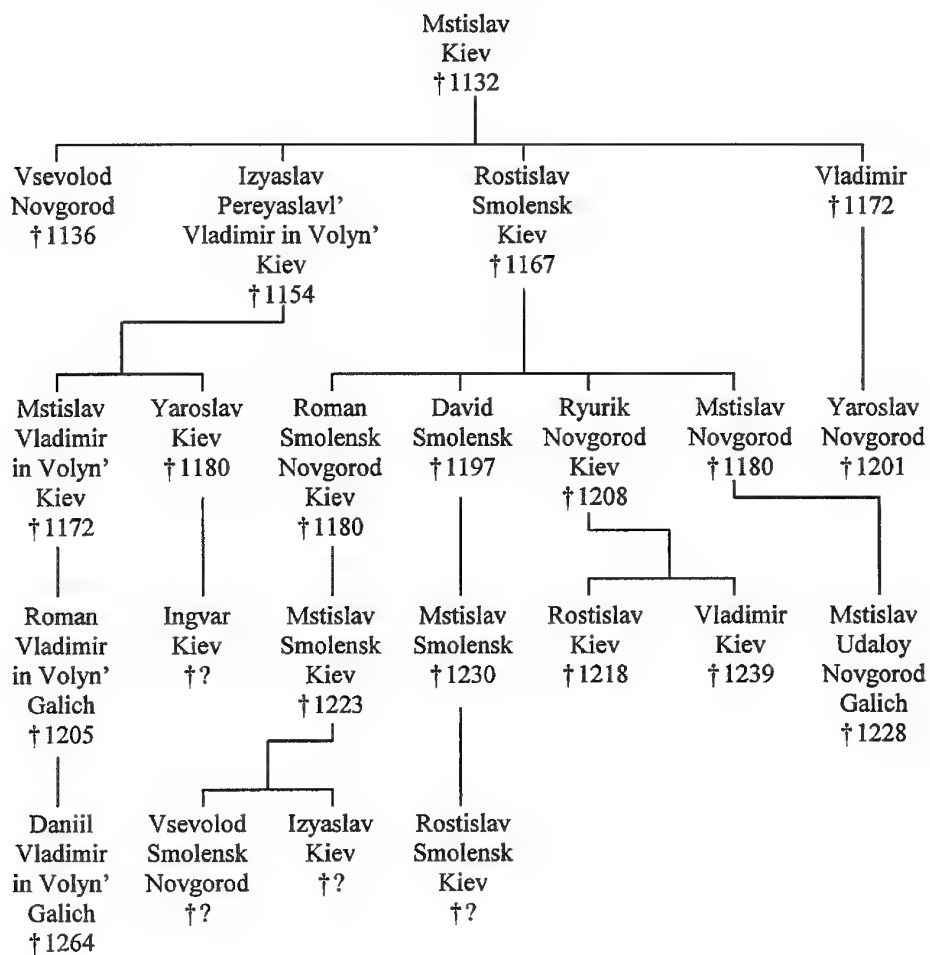 Mstislav
Kiev
†1132
Vsevolod
Novgorod
†1136
Izyaslav
Pereyaslavl'
Vladimir in Volyn'
Kiev
†1154
Rostislav
Smolensk
Kiev
†1167
Vladimir
†1172
Mstislav
Vladimir
in Volyn'
Kiev
†1172
Yaroslav
Kiev
†1180
Roman
Smolensk
Novgorod
Kiev
†1180
David
Smolensk
†1197
Ryurik
Novgorod
Kiev
†1208
Mstislav
Novgorod
†1180
Yaroslav
Novgorod
†1201
Roman
Vladimir
in Volyn'
Galich
†1205
Ingvar
Kiev
†?
Mstislav
Smolensk
Kiev
†1223
Mstislav
Smolensk
†1230
Rostislav
Kiev
†1218
Vladimir
Kiev
†1239
Mstislav
Udaloy
Novgorod
Galich
†1228
Daniil
Vladimir
in Volyn'
Galich
†1264
Vsevolod
Smolensk
Novgorod
†?
Izyaslav
Kiev
†?
Rostislav
Smolensk
Kiev
†?